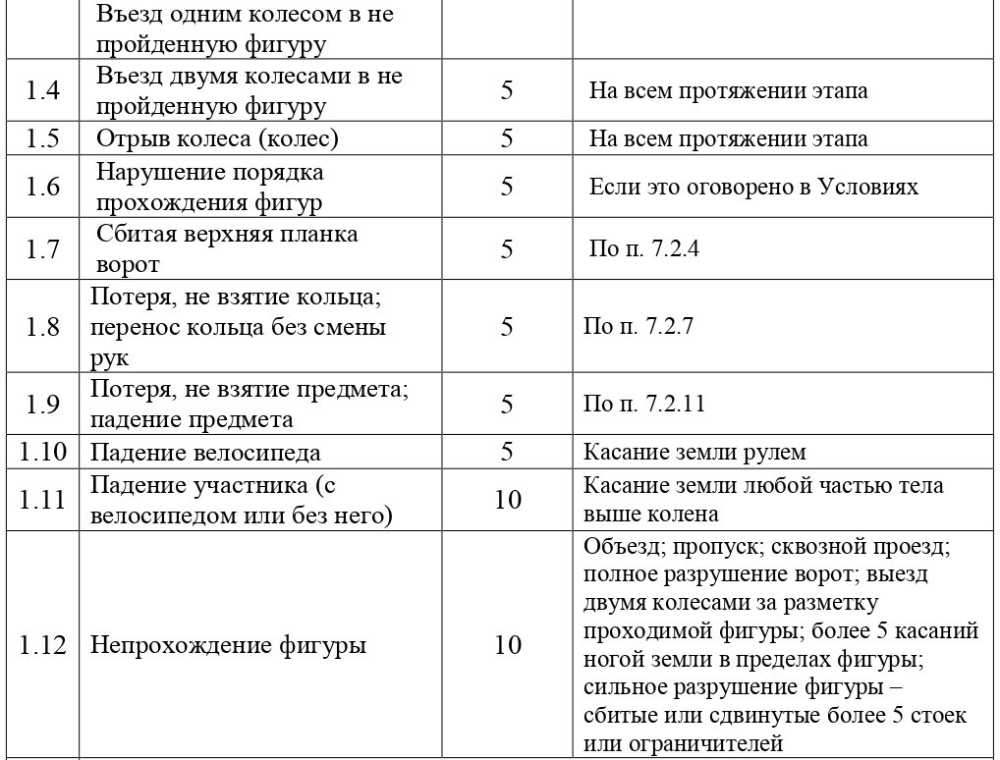 Въезд одним колесом в не
пройденную фигуру
1.4
Въезд двумя колесами в не
пройденную фигуру
5
На всем протяжении этапа
1.5
Отрыв колеса (колес)
5
На всем протяжении этапа
1.6
Нарушение порядка
прохождения фигур
5
Если это оговорено в Условиях
1.7
Сбитая верхняя планка
ворот
5
По п. 7.2.4
1.8
Потеря, не взятие кольца;
перенос кольца без смены
рук
5
По п. 7.2.7
1.9
Потеря, не взятие предмета;
падение предмета
5
По п. 7.2.11
1.10
Падение велосипеда
5
Касание земли рулем
1.11
Падение участника (с
велосипедом или без него)
10
Касание земли любой частью тела
выше колена
1.12
Непрохождение фигуры
10
Объезд; пропуск; сквозной проезд;
полное разрушение ворот; выезд
двумя колесами за разметку
проходимой фигуры; более 5 касаний
ногой земли в пределах фигуры;
сильное разрушение фигуры –
сбитые или сдвинутые более 5 стоек
или ограничителей